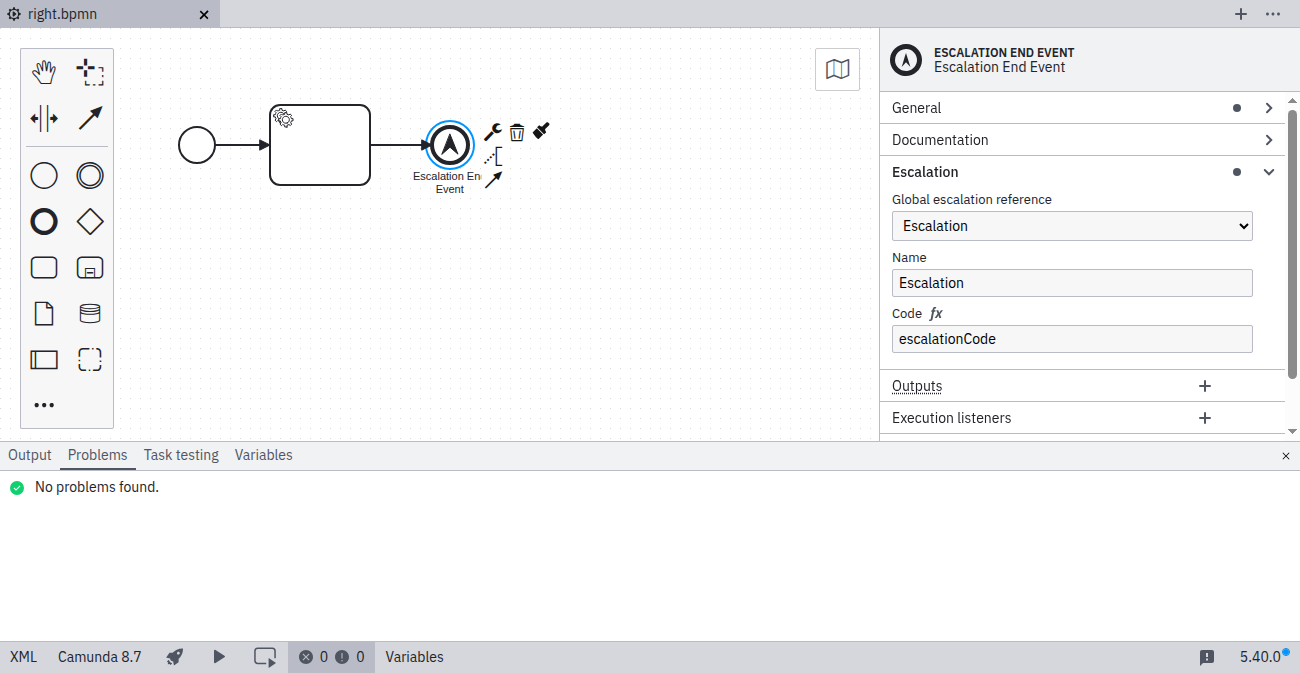 right.bpmn
ESCALATION END EVENT
Escalation End Event
General
Documentation
Escalation
Global escalation reference
Escalation
Name
Escalation
Code fx
escalationCode
Outputs
Execution listeners
Escalation En
Event
Output Problems Task testing Variables
No problems found.
XML Camunda 8.7 0 0 Variables 5.40.0